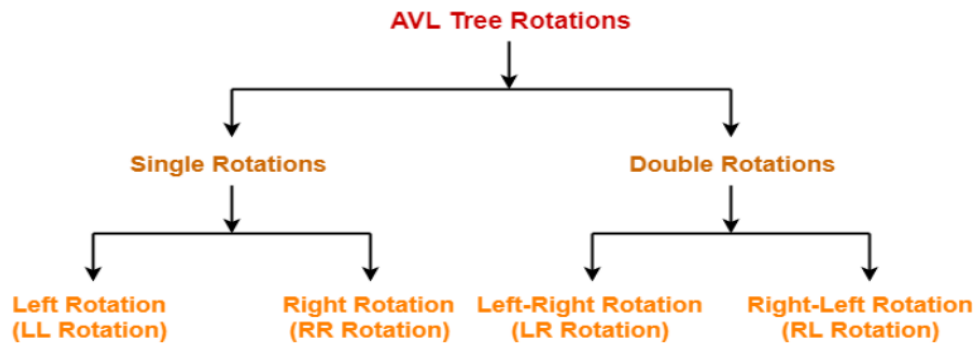 AVL Tree Rotations
Single Rotations
Double Rotations
Left Rotation
(LL Rotation)
Right Rotation
(RR Rotation)
Left-Right Rotation
(LR Rotation)
Right-Left Rotation
(RL Rotation)